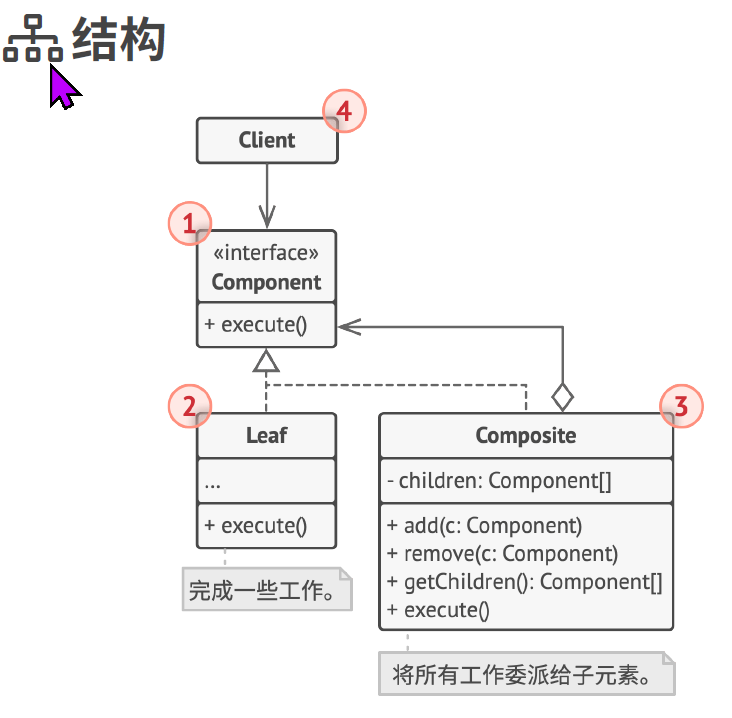 结构
4
Client
1
«interface»
Component
+ execute()
2
Leaf
...
+ execute()
完成一些工作。
3
Composite
- children: Component[]
+ add(c: Component)
+ remove(c: Component)
+ getChildren(): Component[]
+ execute()
将所有工作委派给子元素。